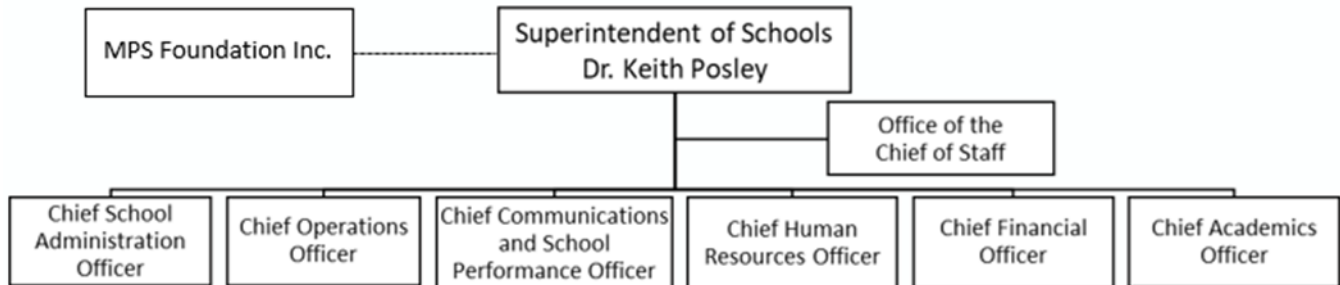 MPS Foundation Inc.
Superintendent of Schools
Dr. Keith Posley
Office of the
Chief of Staff
Chief School
Administration
Officer
Chief Operations
Officer
Chief Communications
and School
Performance Officer
Chief Human
Resources Officer
Chief Financial
Officer
Chief Academics
Officer